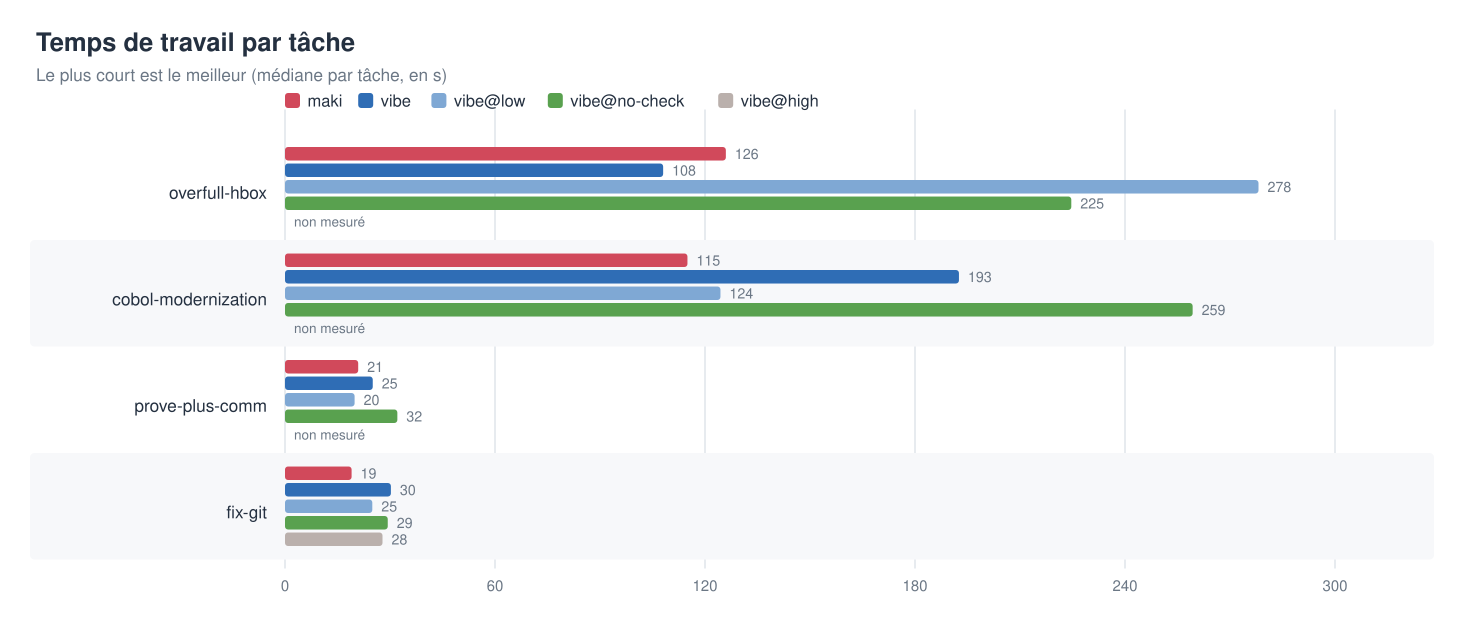 Temps de travail par tâche
Le plus court est le meilleur (médiane par tâche, en s)
maki vibe vibe@low vibe@no-check vibe@high
overfull-hbox
126
108
278
225
non mesuré
cobol-modernization
115
193
124
259
non mesuré
prove-plus-comm
21
25
20
32
non mesuré
fix-git
19
30
25
29
28
0 60 120 180 240 300